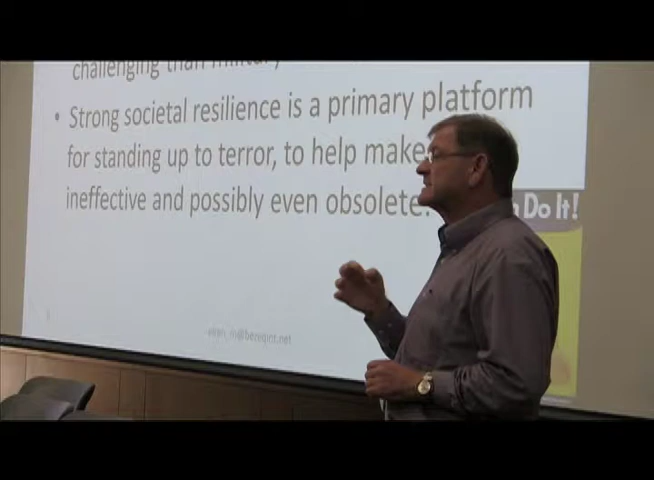 challenging than military
• Strong societal resilience is a primary platform
for standing up to terror, to help make
ineffective and possibly even obsolete.
Do It!